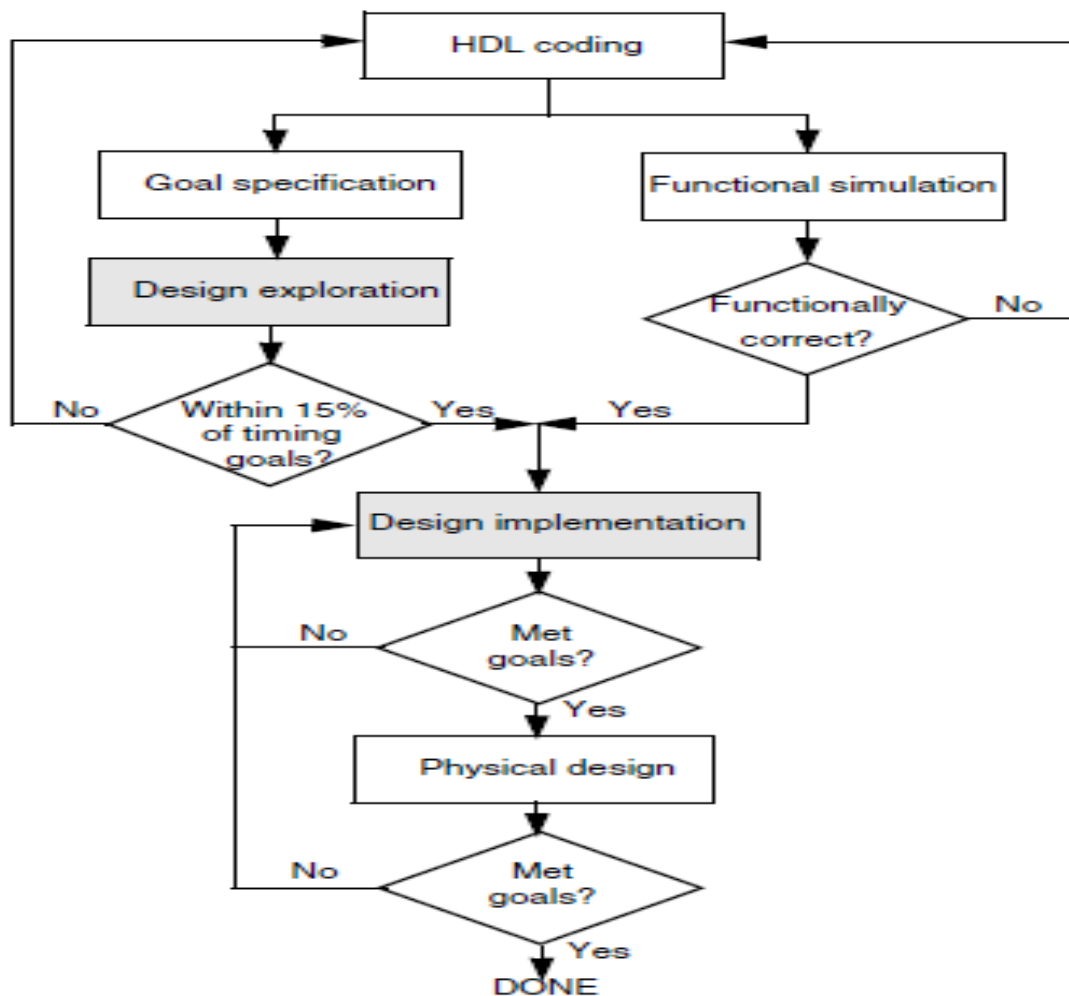 HDL coding
Goal specification
Functional simulation
Design exploration
Functionally
correct?
No
No
Within 15%
of timing
goals?
Yes
Yes
Design implementation
No
Met
goals?
Yes
Physical design
No
Met
goals?
Yes
DONE